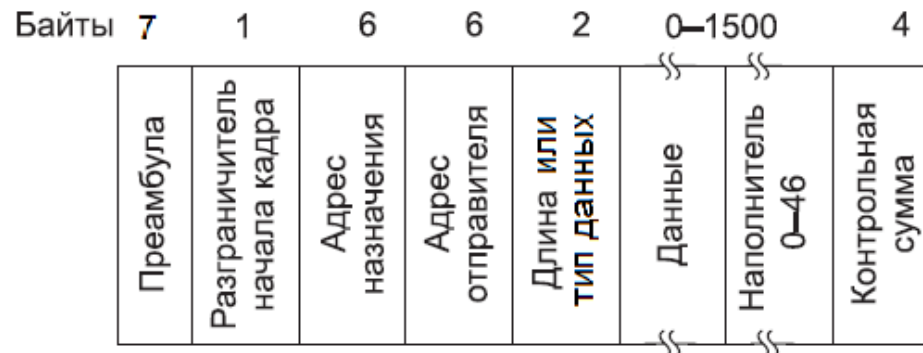 Байты 7 1 6 6 2 0–1500 4
Преамбула
Разграничитель
начала кадра
Адрес
назначения
Адрес
отправителя
Длина или
тип данных
Данные
Наполнитель
0–46
Контрольная
сумма